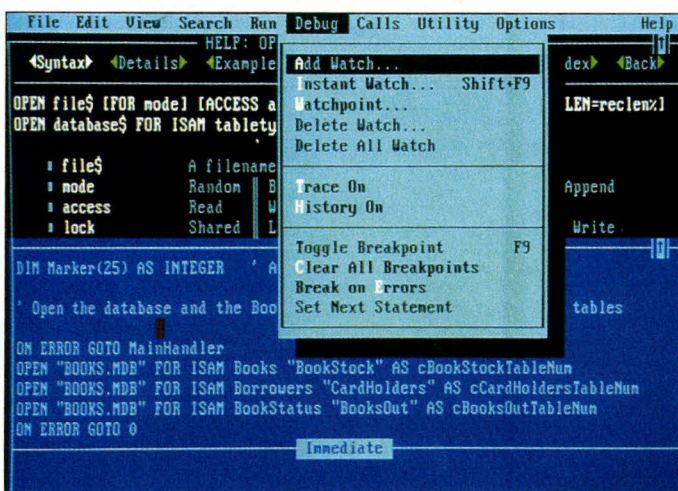 File Edit View Search Run Debug Calls Utility Options Help
HELP: OP
Syntax Details Example dex Back
OPEN file$ [FOR mode] [ACCESS a LEN=reclen%]
OPEN database$ FOR ISAM tablety
file$ A filename
mode Random B Append
access Read W
lock Shared L Write
Add Watch...
Instant Watch... Shift+F9
Watchpoint...
Delete Watch...
Delete All Watch
Trace On
History On
Toggle Breakpoint F9
Clear All Breakpoints
Break on Errors
Set Next Statement
DIM Marker(25) AS INTEGER ' A
' Open the database and the Boo tables
ON ERROR GOTO MainHandler
OPEN "BOOKS.MDB" FOR ISAM Books "BookStock" AS cBookStockTableNum
OPEN "BOOKS.MDB" FOR ISAM Borrowers "CardHolders" AS cCardHoldersTableNum
OPEN "BOOKS.MDB" FOR ISAM BookStatus "BooksOut" AS cBooksOutTableNum
ON ERROR GOTO 0
Immediate